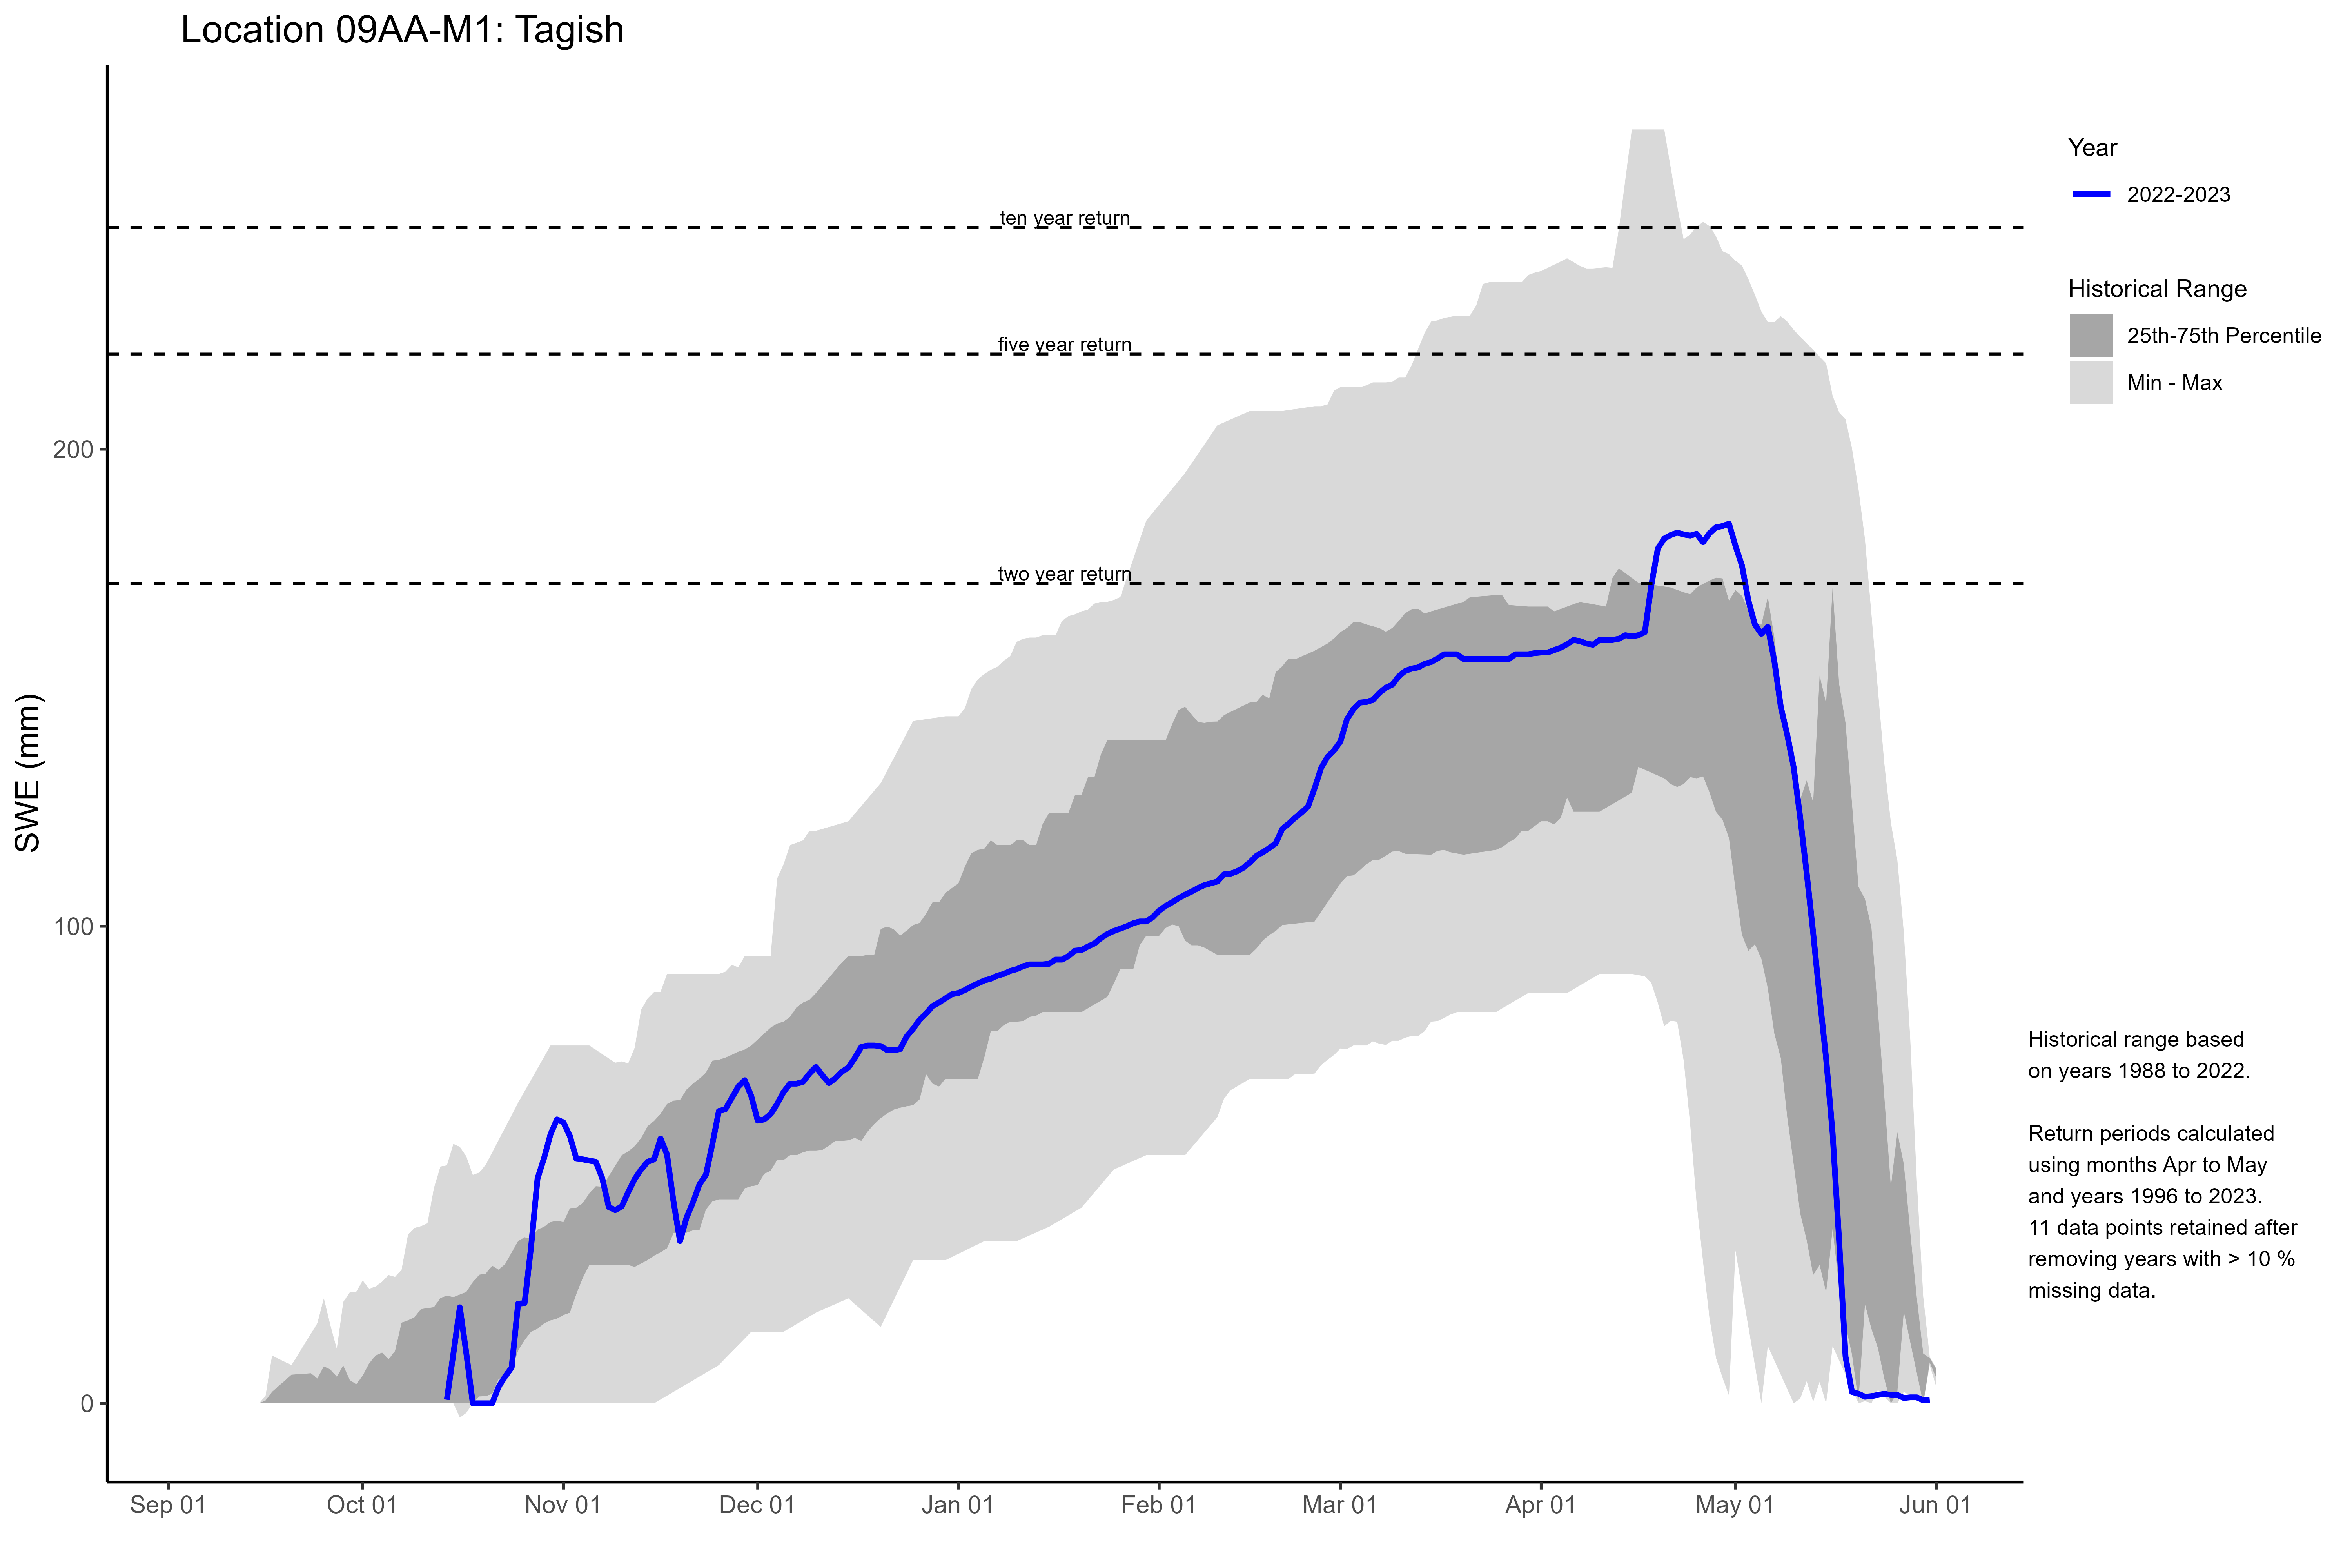 Location 09AA-M1: Tagish
ten year return
five year return
two year return
SWE (mm)
200
100
0
Sep 01
Oct 01
Nov 01
Dec 01
Jan 01
Feb 01
Mar 01
Apr 01
May 01
Jun 01
Year
2022-2023
Historical Range
25th-75th Percentile
Min - Max
Historical range based
on years 1988 to 2022.
Return periods calculated
using months Apr to May
and years 1996 to 2023.
11 data points retained after
removing years with > 10 %
missing data.